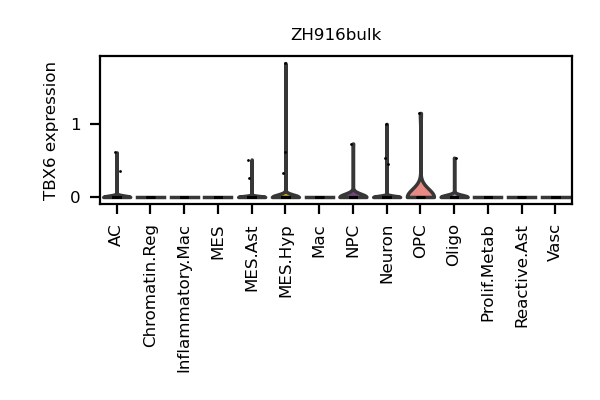 ZH916bulk
TBX6 expression
1
0
AC
Chromatin.Reg
Inflammatory.Mac
MES
MES.Ast
MES.Hyp
Mac
NPC
Neuron
OPC
Oligo
Prolif.Metab
Reactive.Ast
Vasc